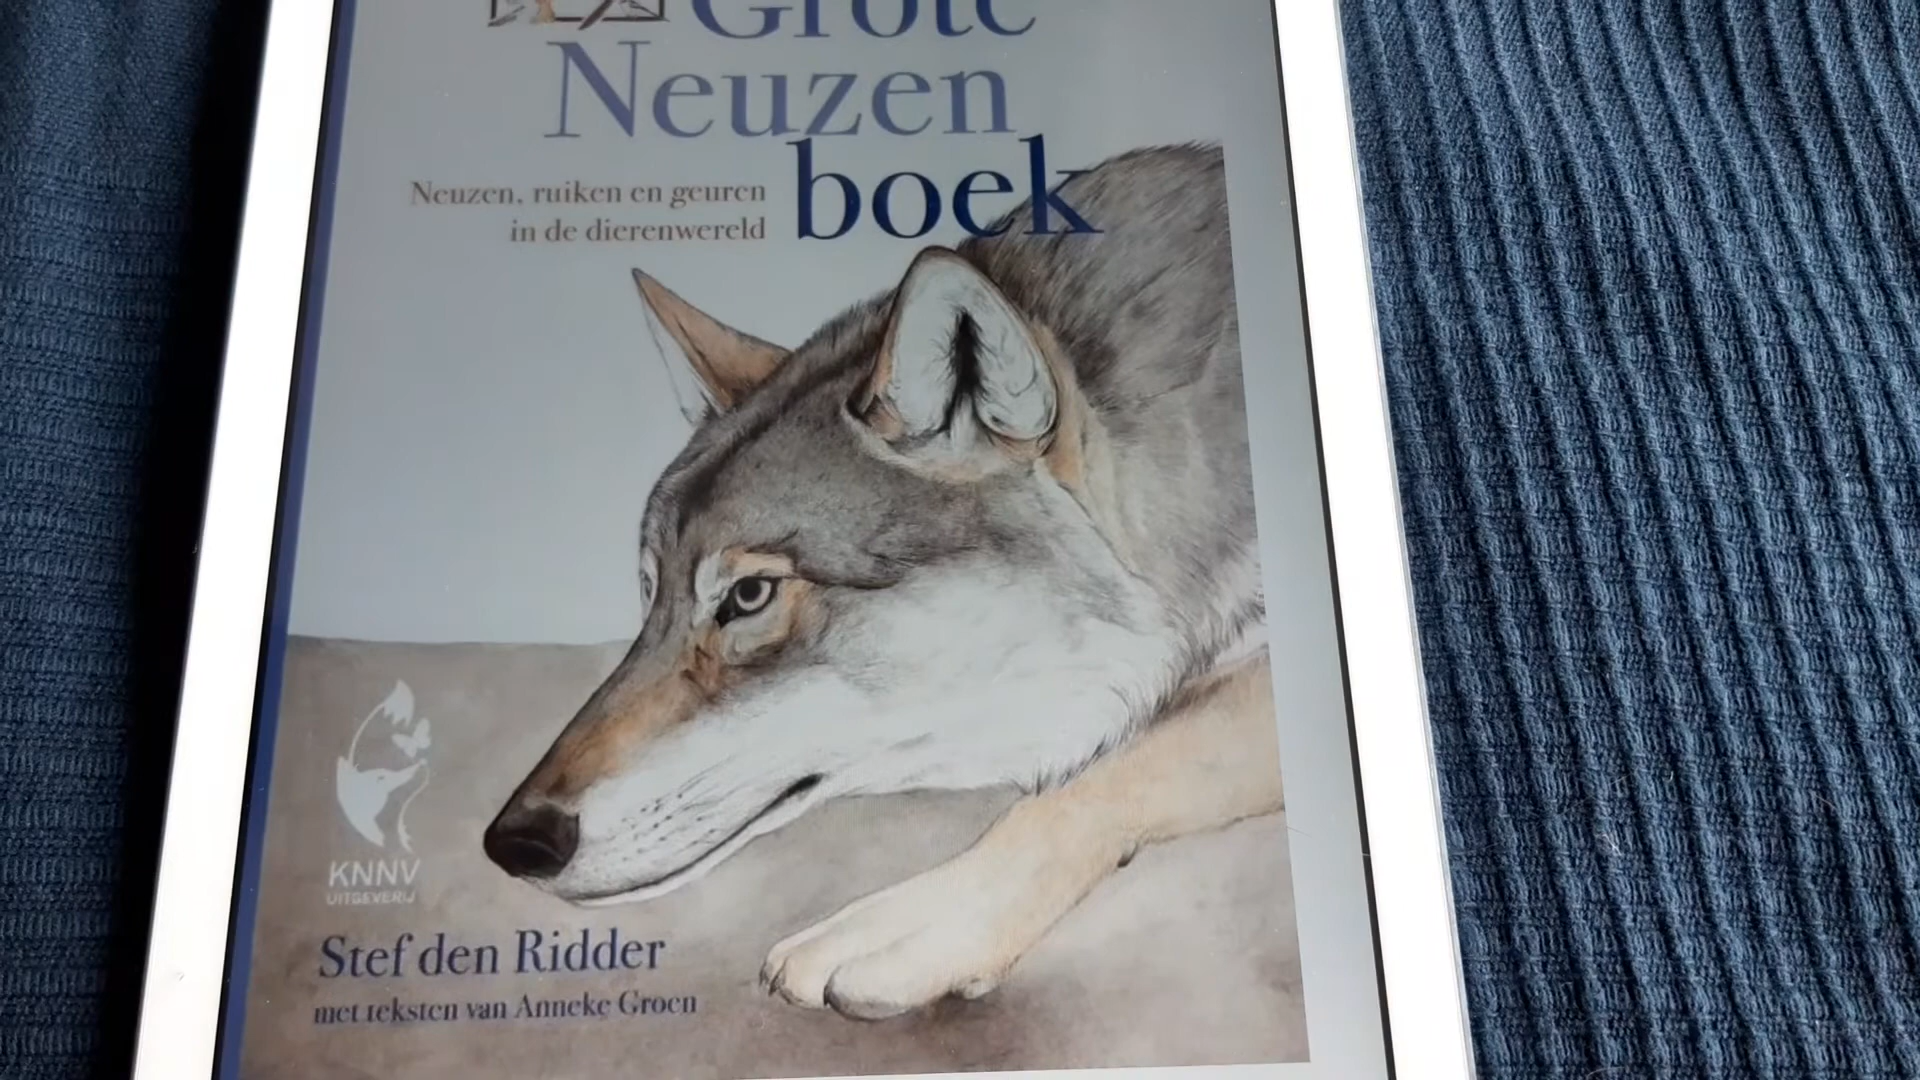 Grote
Neuzen
boek
Neuzen, ruiken en geuren
in de dierenwereld
KNNV
UITGEVERIJ
Stef den Ridder
met teksten van Anneke Groen